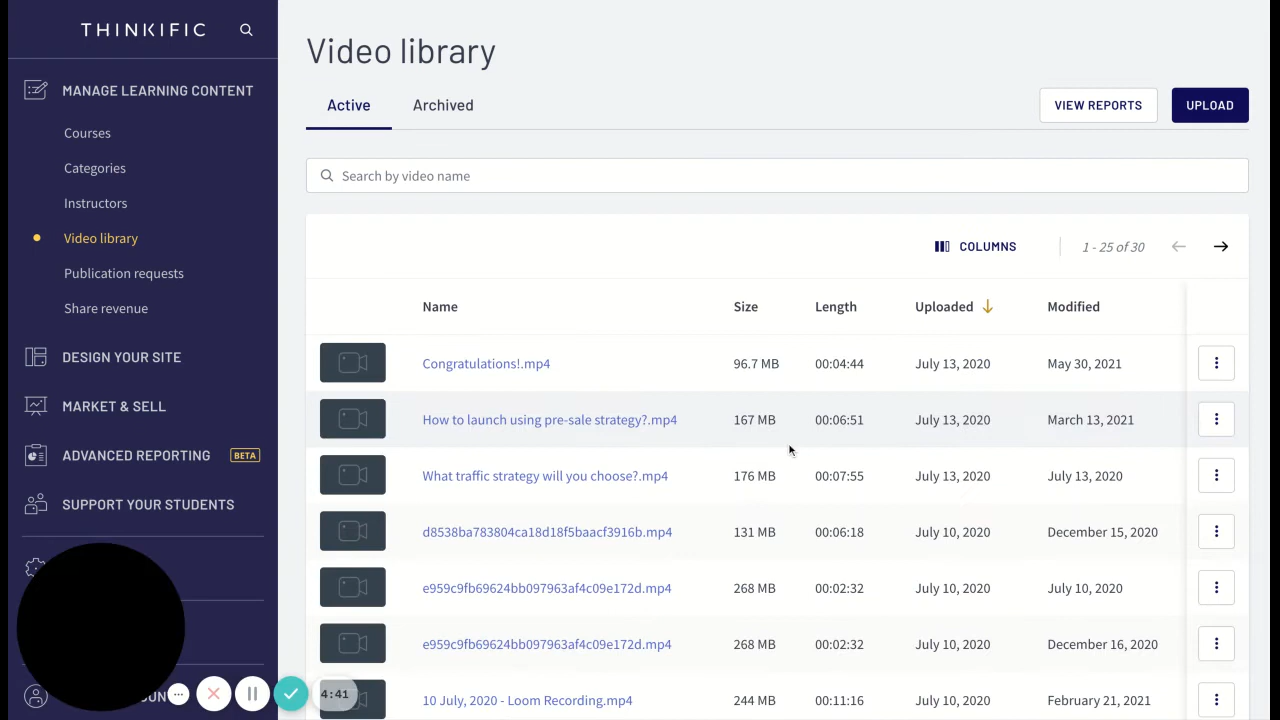 THINKIFIC
MANAGE LEARNING CONTENT
Courses
Categories
Instructors
Video library
Publication requests
Share revenue
DESIGN YOUR SITE
MARKET & SELL
ADVANCED REPORTING BETA
SUPPORT YOUR STUDENTS
4:41
Video library
Active Archived
VIEW REPORTS UPLOAD
Search by video name
COLUMNS 1 - 25 of 30
Name Size Length Uploaded Modified
Congratulations!.mp4 96.7 MB 00:04:44 July 13, 2020 May 30, 2021
How to launch using pre-sale strategy?.mp4 167 MB 00:06:51 July 13, 2020 March 13, 2021
What traffic strategy will you choose?.mp4 176 MB 00:07:55 July 13, 2020 July 13, 2020
d8538ba783804ca18d18f5baacf3916b.mp4 131 MB 00:06:18 July 10, 2020 December 15, 2020
e959c9fb69624bb097963af4c09e172d.mp4 268 MB 00:02:32 July 10, 2020 July 10, 2020
e959c9fb69624bb097963af4c09e172d.mp4 268 MB 00:02:32 July 10, 2020 December 16, 2020
10 July, 2020 - Loom Recording.mp4 244 MB 00:11:16 July 10, 2020 February 21, 2021